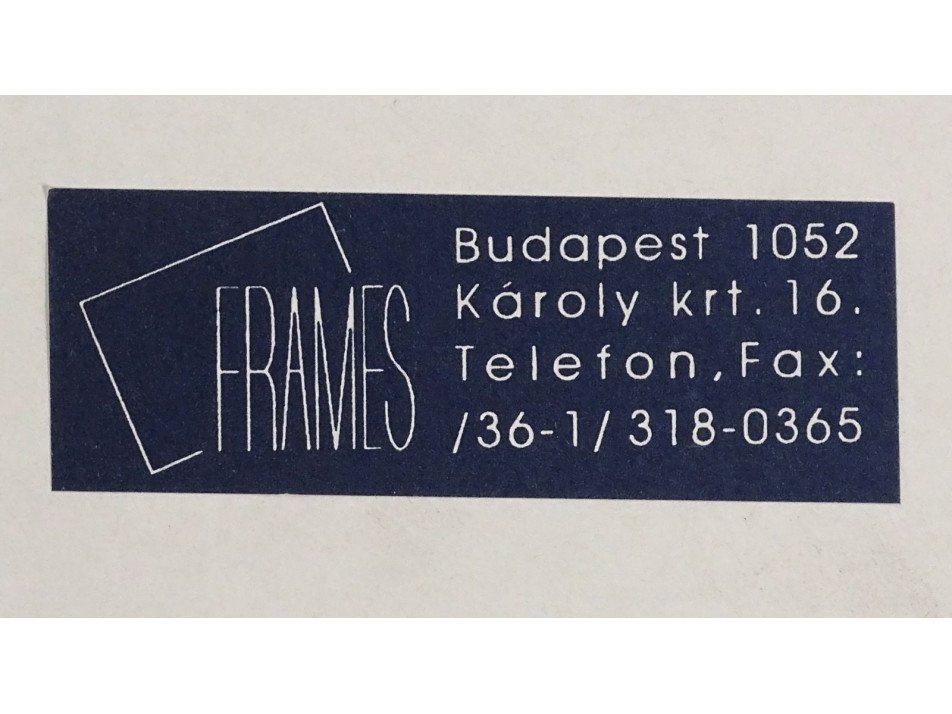 FRAMES
Budapest 1052
Károly krt. 16.
Telefon, Fax:
/36-1/ 318-0365